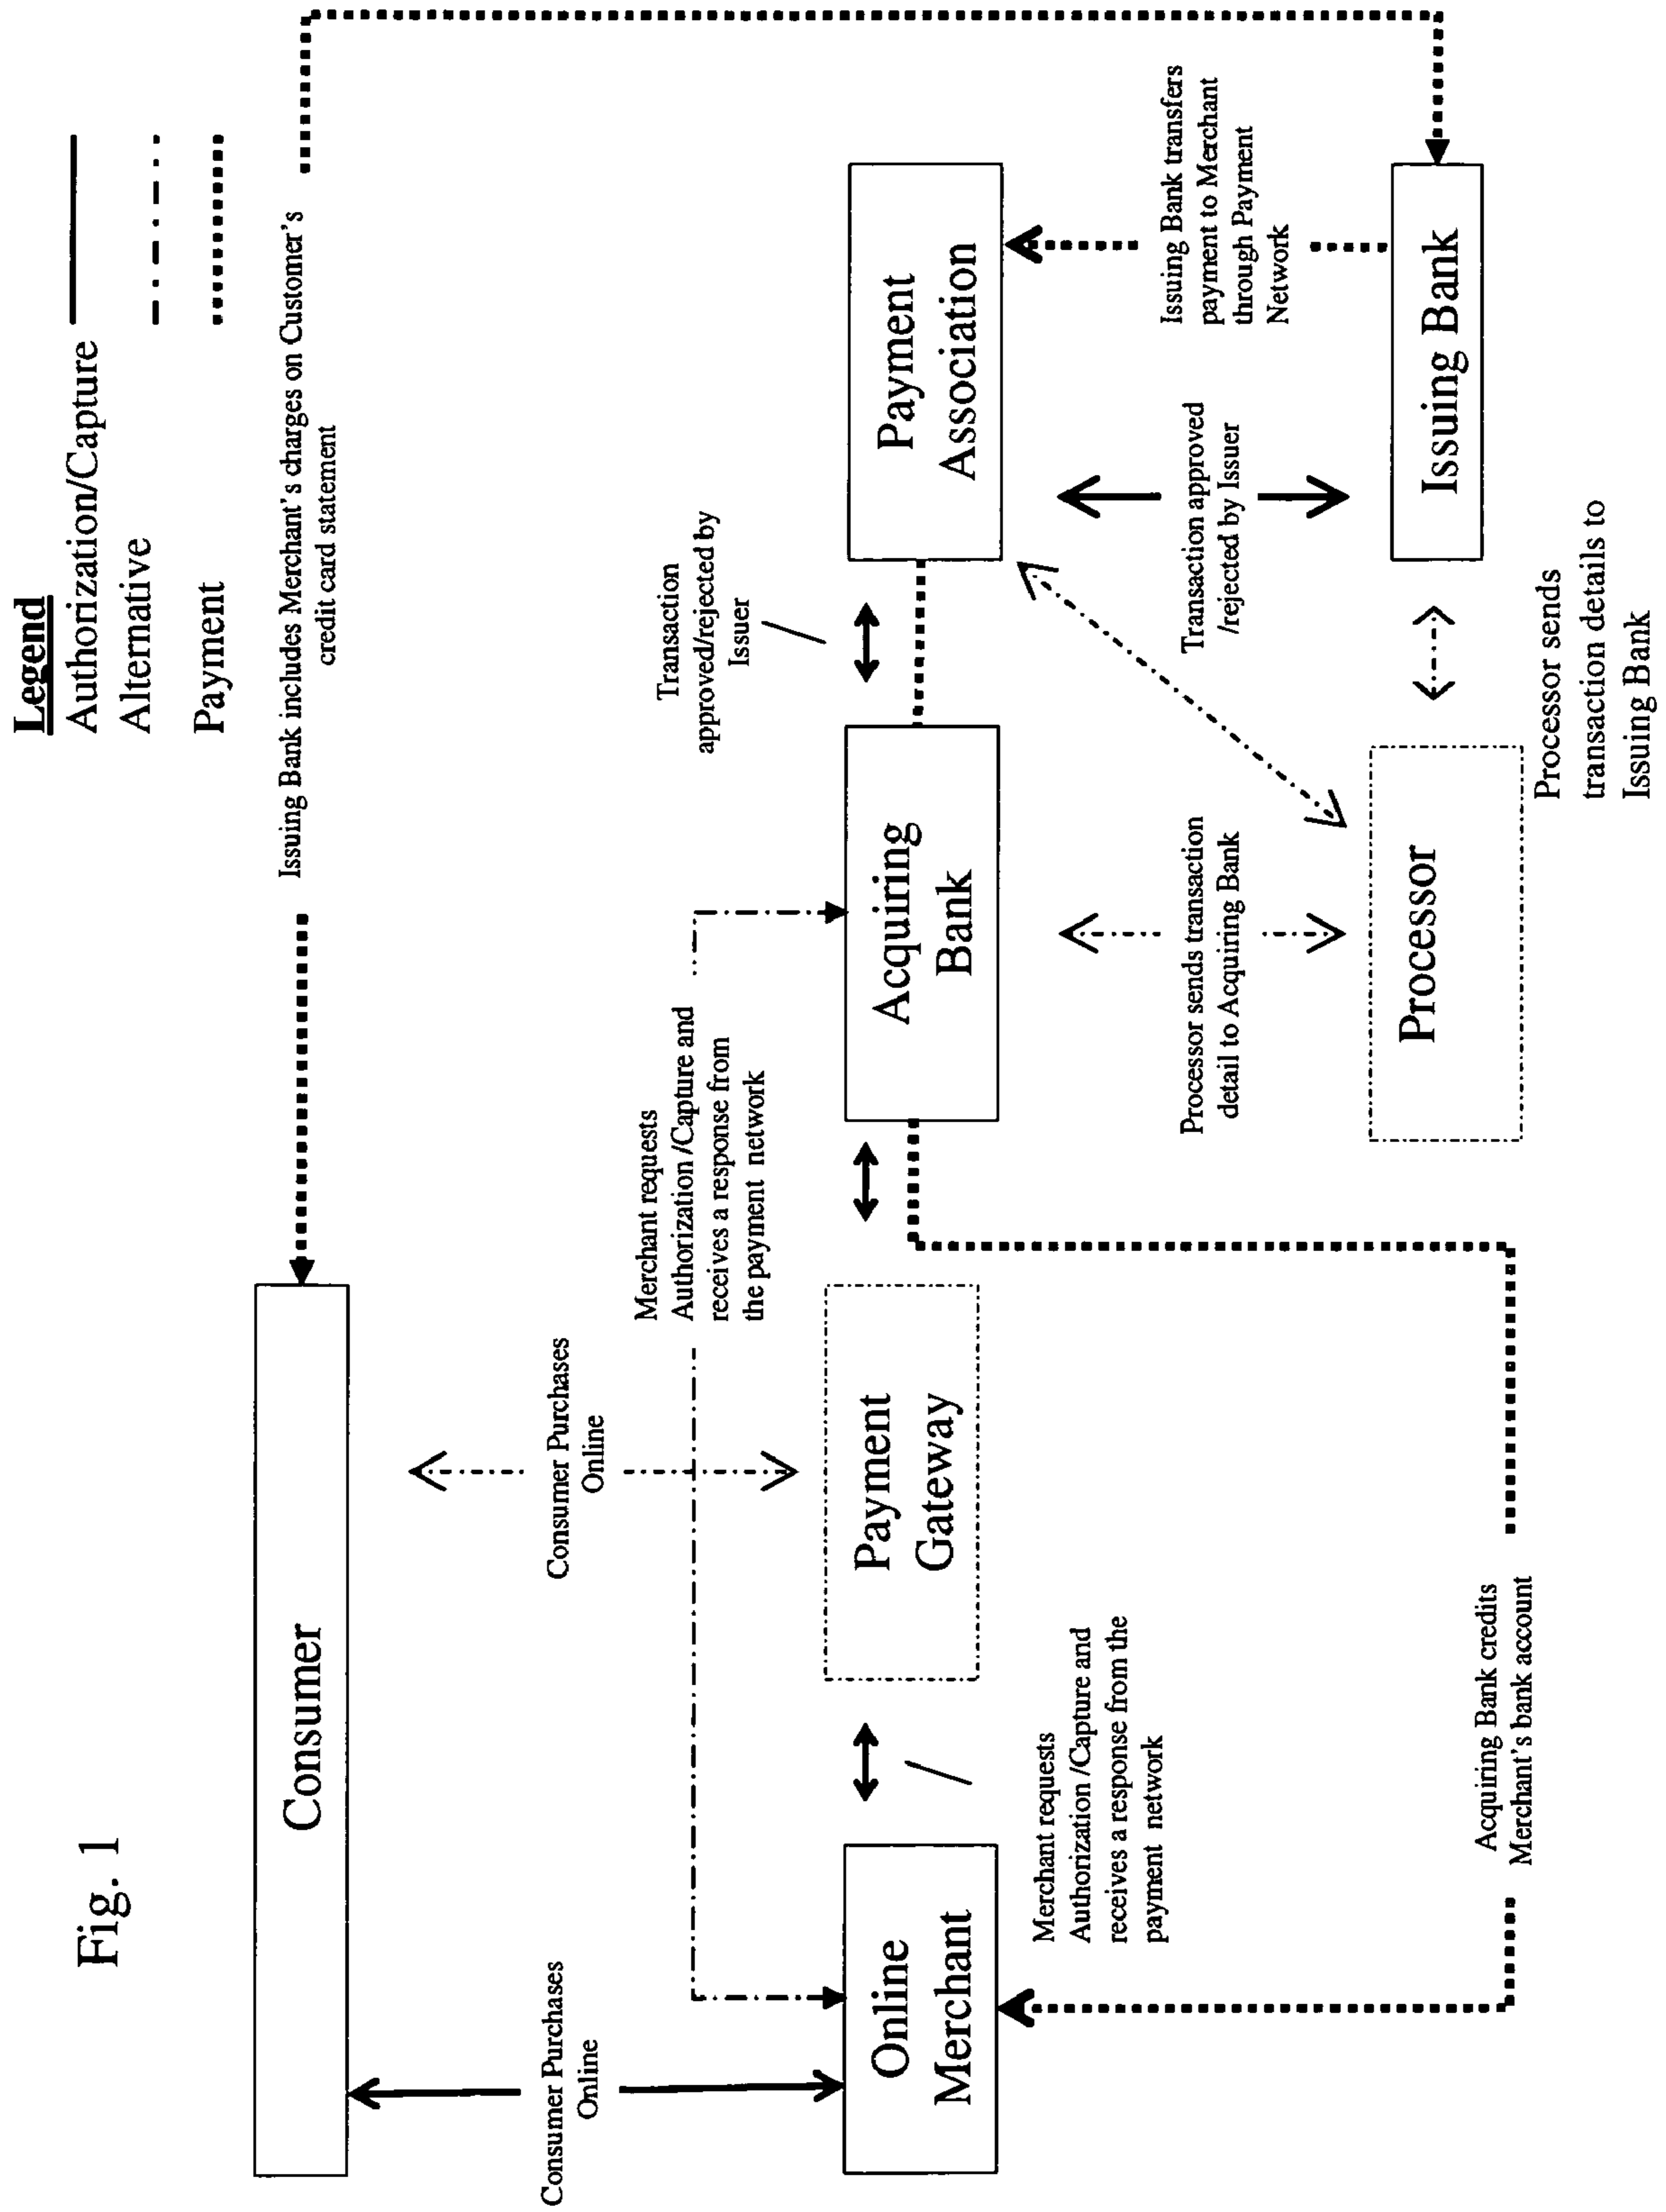 Fig. 1
Legend
Authorization/Capture
Alternative
Payment
Issuing Bank includes Merchant's charges on Customer's
credit card statement
Consumer
Consumer Purchases
Online
Consumer Purchases
Online
Merchant requests
Authorization /Capture and
receives a response from
the payment network
Transaction
approved/rejected by
Issuer
Online
Merchant
Payment
Gateway
Acquiring
Bank
Payment
Association
Merchant requests
Authorization /Capture and
receives a response from the
payment network
Processor sends transaction
detail to Acquiring Bank
Transaction approved
/rejected by Issuer
Issuing Bank transfers
payment to Merchant
through Payment
Network
Processor
Issuing Bank
Acquiring Bank credits
Merchant's bank account
Processor sends
transaction details to
Issuing Bank